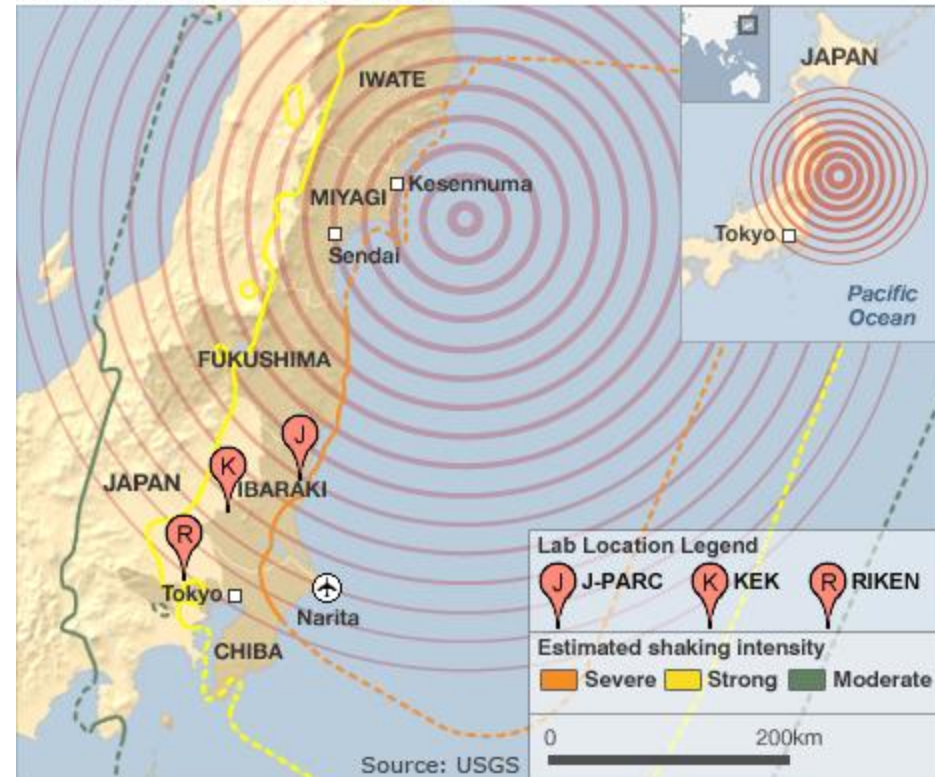 IWATE
JAPAN
MIYAGI
Kesennuma
Sendai
Tokyo
Pacific
Ocean
FUKUSHIMA
J
K
JAPAN
IBARAKI
R
Tokyo
Narita
CHIBA
Lab Location Legend
J J-PARC K KEK R RIKEN
Estimated shaking intensity
Severe Strong Moderate
0 200km
Source: USGS